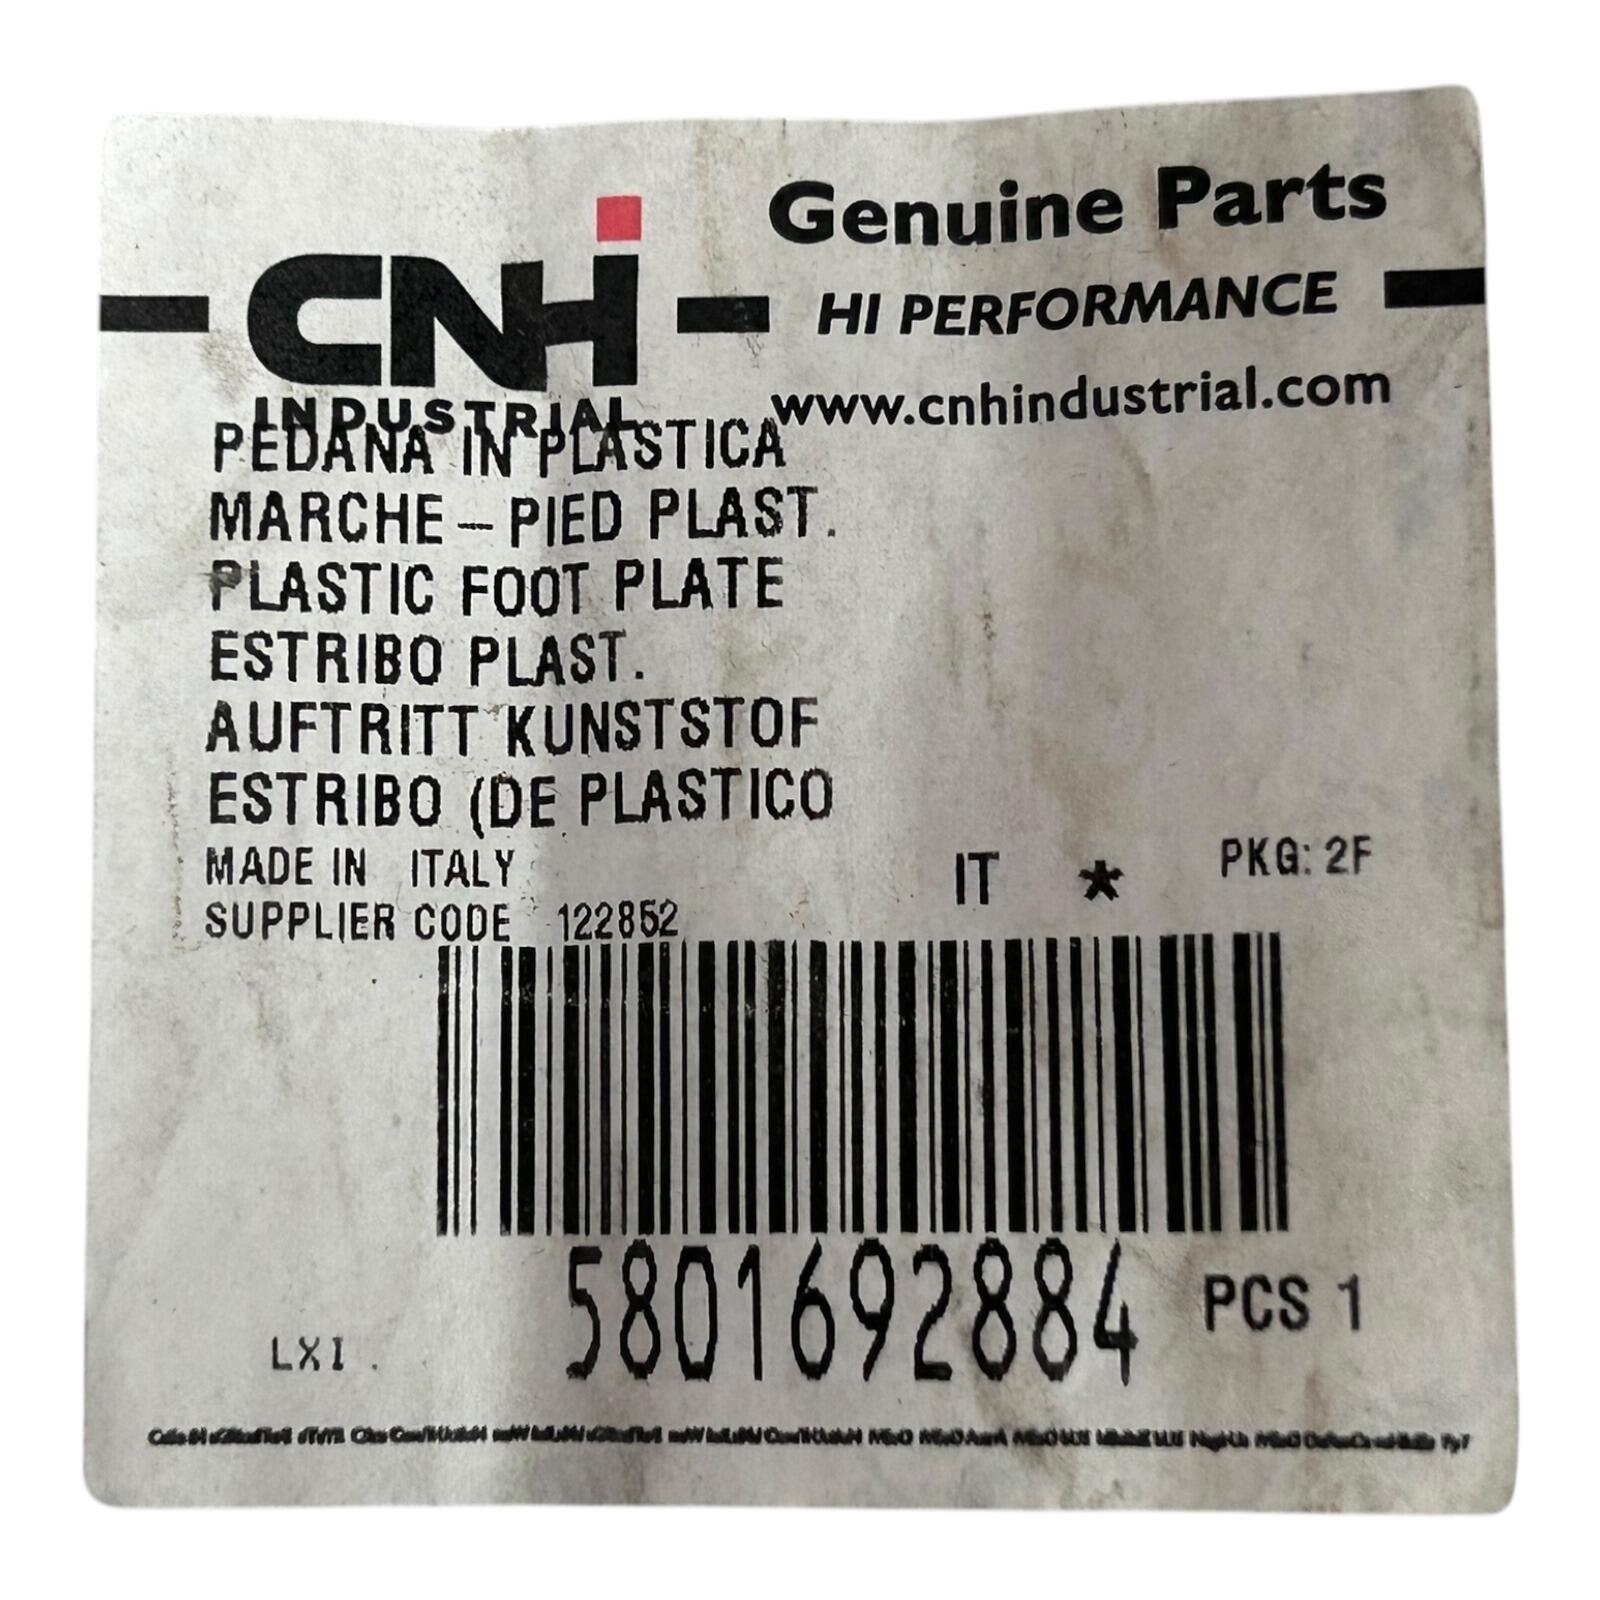 CNH
INDUSTRIAL
Genuine Parts
HI PERFORMANCE
www.cnhindustrial.com
PEDANA IN PLASTICA
MARCHE-PIED PLAST.
PLASTIC FOOT PLATE
ESTRIBO PLAST.
AUFTRITT KUNSTSTOF
ESTRIBO (DE PLASTICO
MADE IN ITALY
IT * PKG: 2F
SUPPLIER CODE 122852
5801692884 PCS 1
LXI .